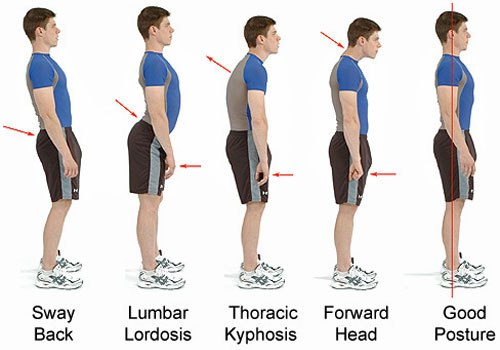 Sway
Back
Lumbar
Lordosis
Thoracic
Kyphosis
Forward
Head
Good
Posture